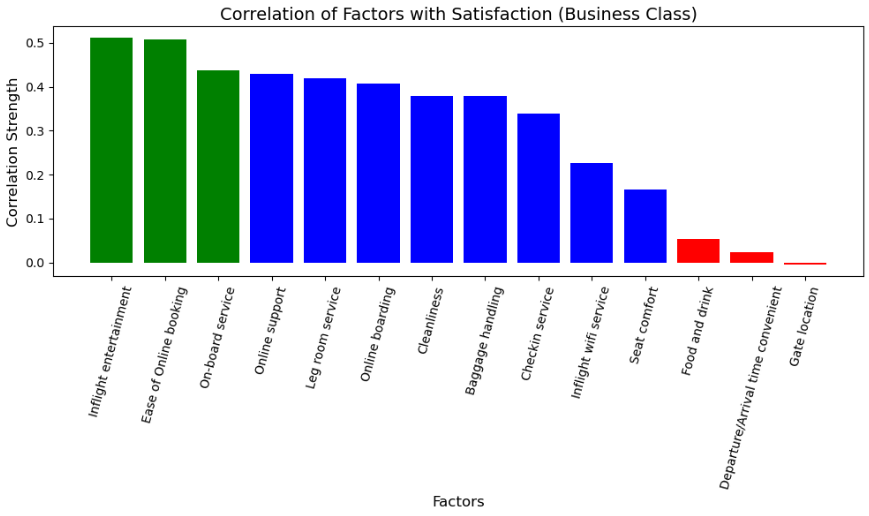 Correlation of Factors with Satisfaction (Business Class)
Correlation Strength
0.5
0.4
0.3
0.2
0.1
0.0
Inflight entertainment
Ease of Online booking
On-board service
Online support
Leg room service
Online boarding
Cleanliness
Baggage handling
Checkin service
Inflight wifi service
Seat comfort
Food and drink
Departure/Arrival time convenient
Gate location
Factors